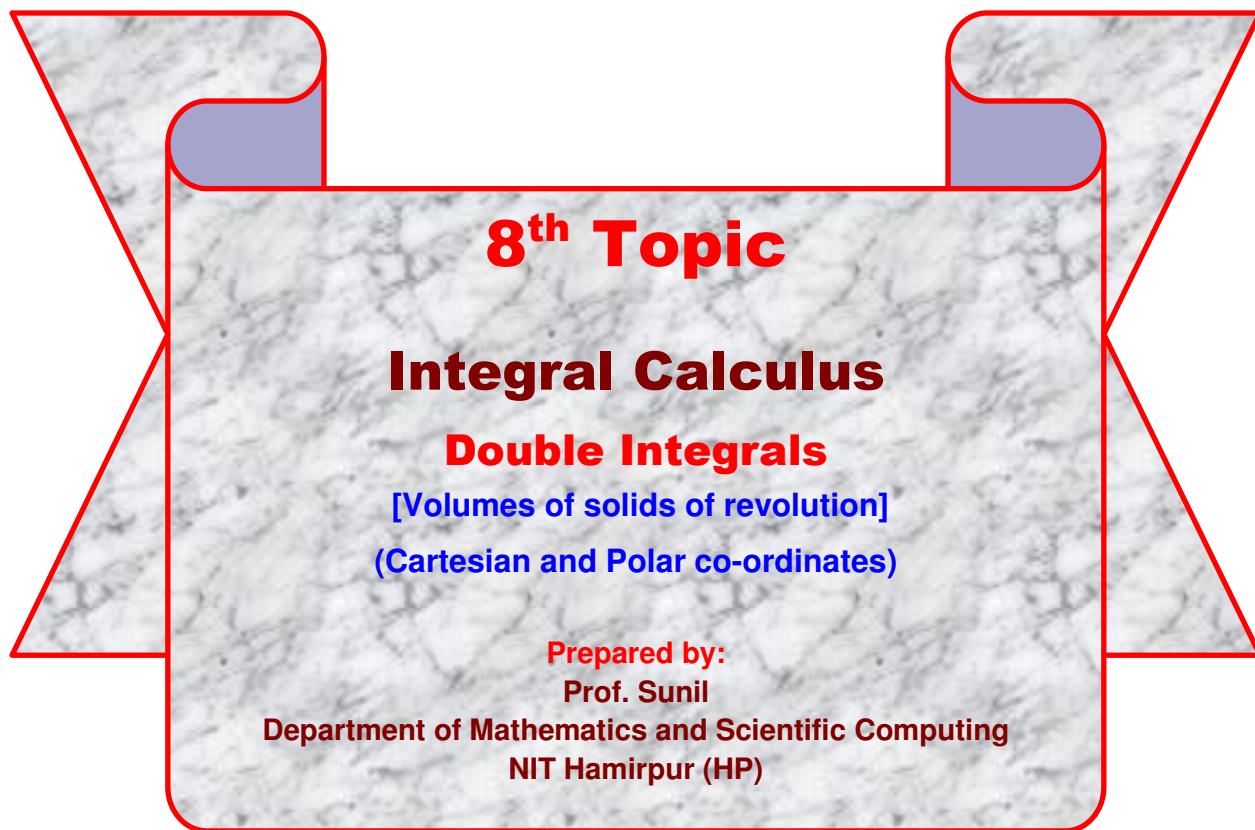 8th Topic
Integral Calculus
Double Integrals
[Volumes of solids of revolution]
(Cartesian and Polar co-ordinates)
Prepared by:
Prof. Sunil
Department of Mathematics and Scientific Computing
NIT Hamirpur (HP)